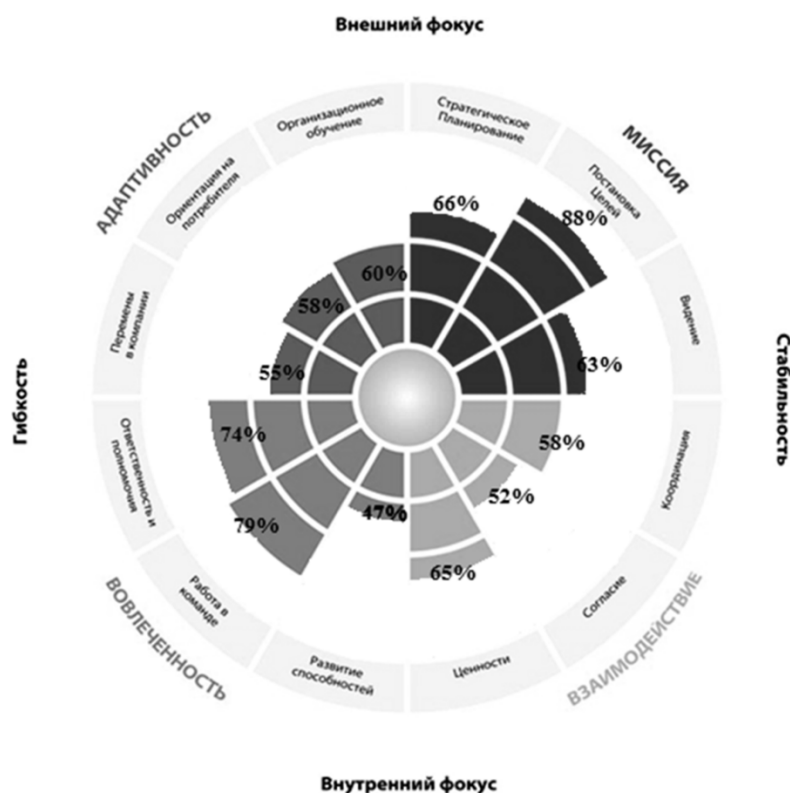 Внешний фокус
АДАПТИВНОСТЬ
МИССИЯ
Организационное
обучение
Стратегическое
Планирование
Ориентация на
потребителя
Постановка
Целей
Перемены
в компании
Видение
66%
88%
60%
58%
55%
63%
Гибкость
Стабильность
74%
58%
79%
47%
52%
65%
Ответственность и
полномочия
Координация
Работа в
команде
Согласие
Развитие
способностей
Ценности
ВОВЛЕЧЕННОСТЬ
ВЗАИМОДЕЙСТВИЕ
Внутренний фокус